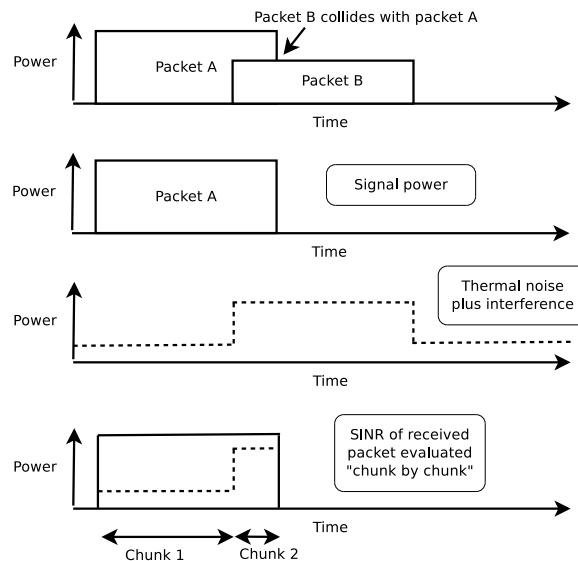 Packet B collides with packet A
Power
Packet A
Packet B
Time
Power
Packet A
Signal power
Time
Thermal noise
plus interference
Power
Time
SINR of received
packet evaluated
"chunk by chunk"
Power
Time
Chunk 1
Chunk 2